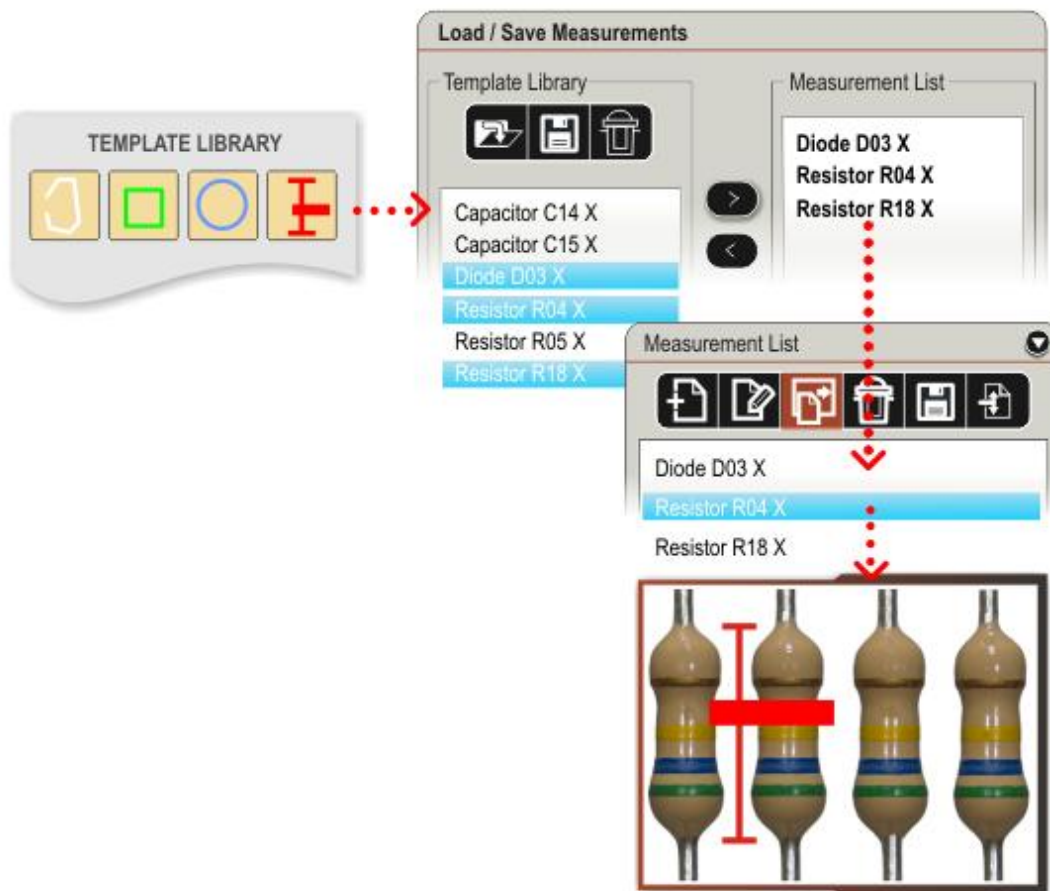 Load / Save Measurements
Template Library
Measurement List
TEMPLATE LIBRARY
Capacitor C14 X
Capacitor C15 X
Diode D03 X
Resistor R04 X
Resistor R05 X
Resistor R18 X
>
<
Diode D03 X
Resistor R04 X
Resistor R18 X
Measurement List
Diode D03 X
Resistor R04 X
Resistor R18 X